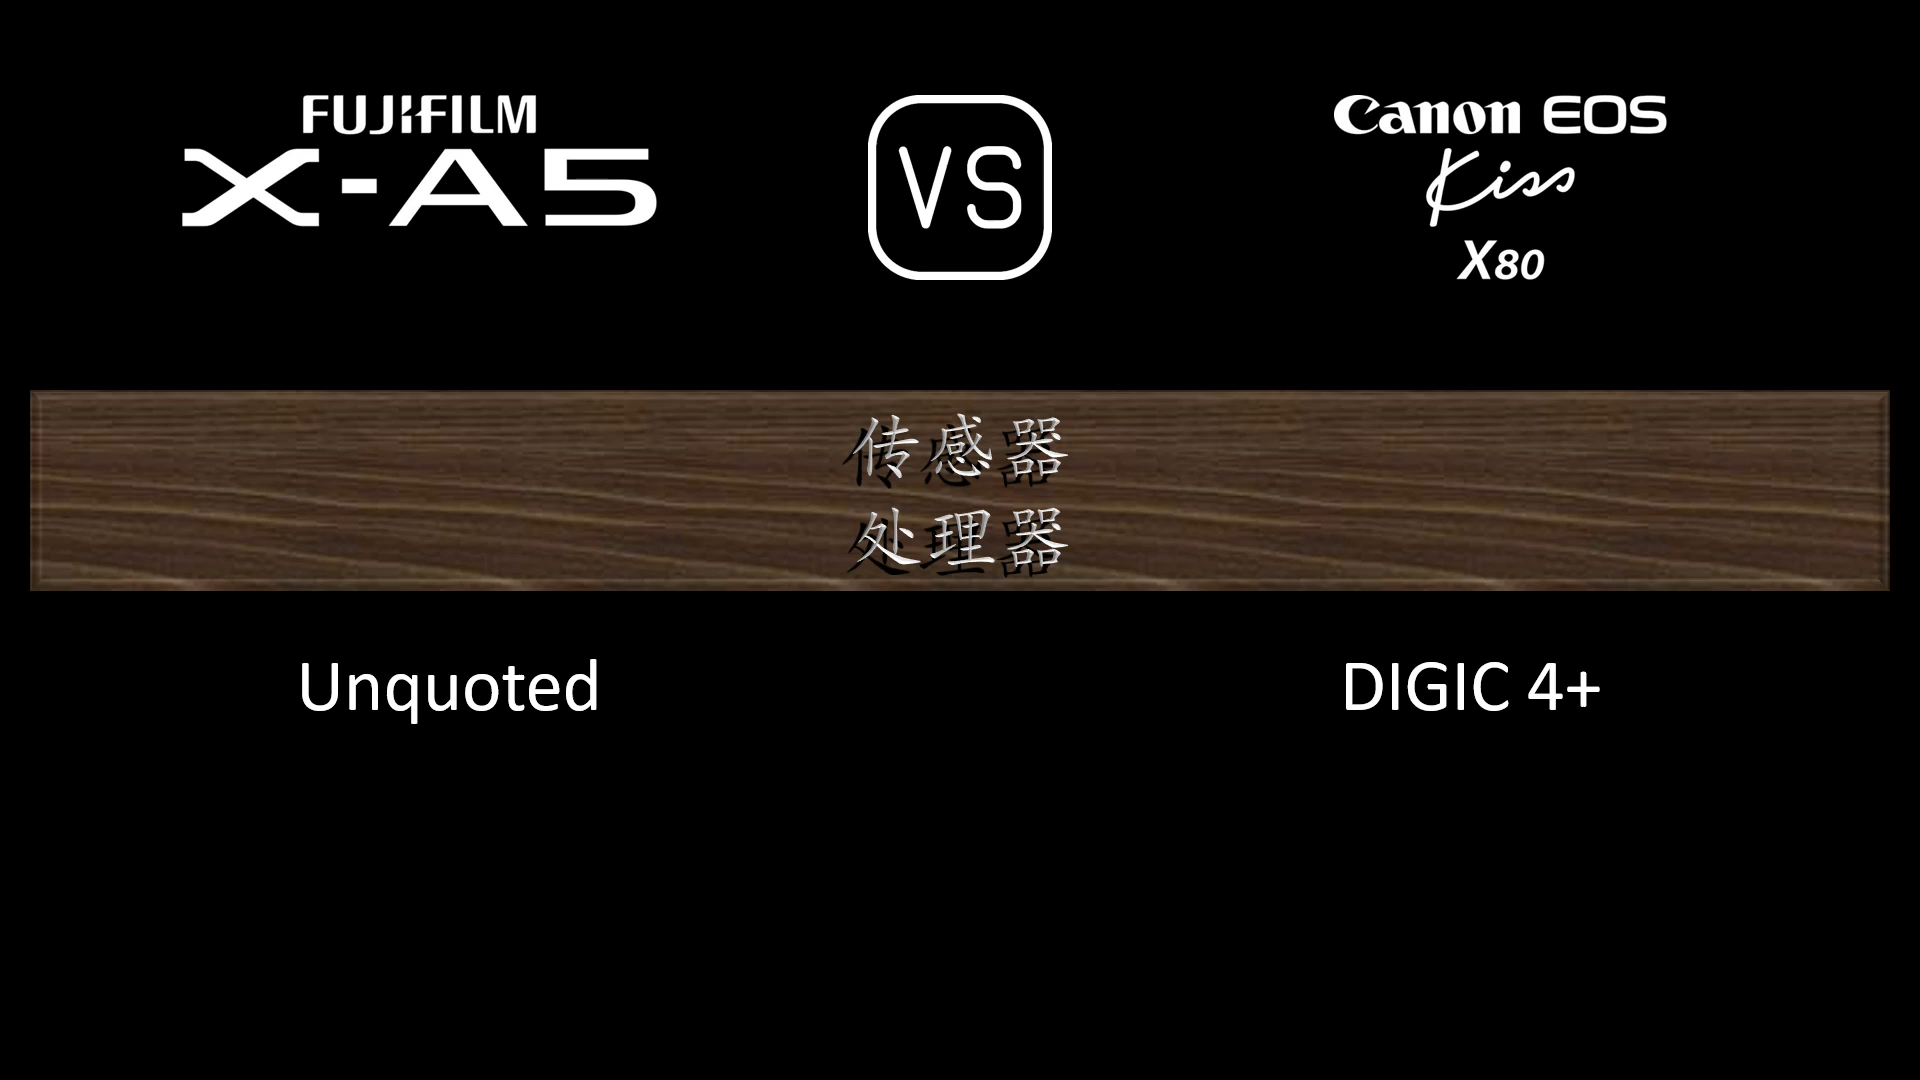 FUJIFILM
X-A5
VS
Canon EOS
Kiss
X80
传感器
处理器
Unquoted
DIGIC 4+